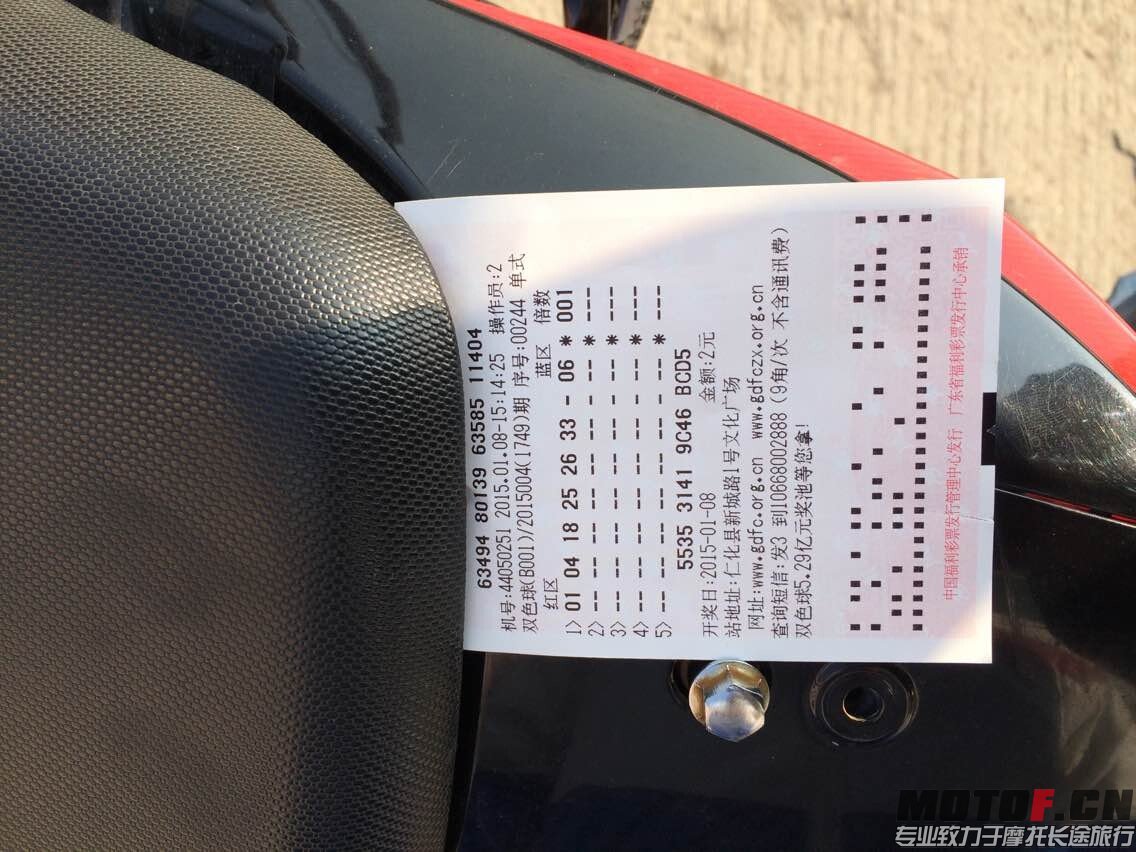 63494 80139 63585 11404
机号:44050251 2015.01.08-15:14:25 操作员:2
双色球(B001)/2015004(1749)期 序号:00244 单式
红区 蓝区 倍数
1> 01 04 18 25 26 33 - 06 * 001
2> -- -- -- -- -- -- -- * ---
3> -- -- -- -- -- -- -- * ---
4> -- -- -- -- -- -- -- * ---
5> -- -- -- -- -- -- -- * ---
5535 3141 9C46 BCD5
开奖日:2015-01-08 金额:2元
站地址:仁化县新城路1号文化广场
网址:www.gdfc.org.cn www.gdfczx.org.cn
查询短信:发3 到10668002888 (9角/次 不含通讯费)
双色球5.29亿元奖池等您拿!
中国福利彩票发行管理中心发行 广东省福利彩票发行中心承销
MOTOF.CN
专业致力于摩托长途旅行